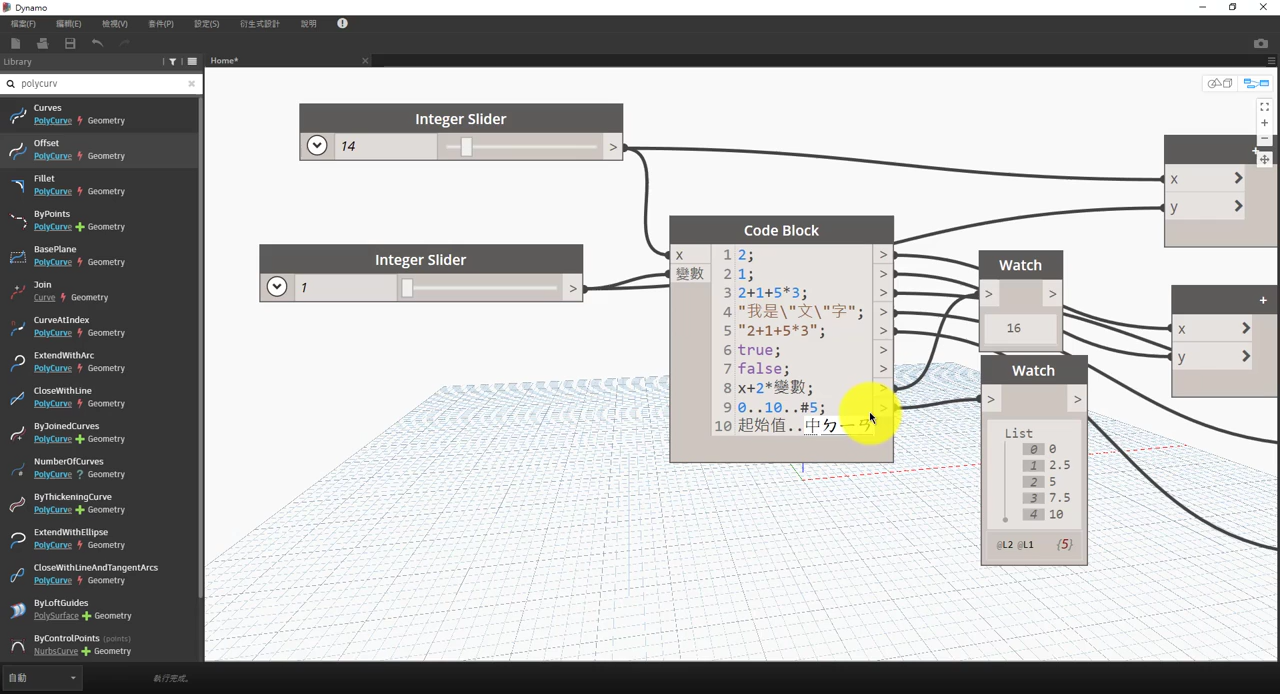 Dynamo
檔案(F) 編輯(E) 檢視(V) 套件(P) 設定(S) 衍生式設計 說明
Library
Home*
polycurv
Curves
PolyCurve Geometry
Offset
PolyCurve Geometry
Fillet
PolyCurve Geometry
ByPoints
PolyCurve Geometry
BasePlane
PolyCurve Geometry
Join
Curve Geometry
CurveAtIndex
PolyCurve Geometry
ExtendWithArc
PolyCurve Geometry
CloseWithLine
PolyCurve Geometry
ByJoinedCurves
PolyCurve Geometry
NumberOfCurves
PolyCurve ? Geometry
ByThickeningCurve
PolyCurve Geometry
ExtendWithEllipse
PolyCurve Geometry
CloseWithLineAndTangentArcs
PolyCurve Geometry
ByLoftGuides
PolySurface Geometry
ByControlPoints (points)
NurbsCurve Geometry
自動
執行完成。
Integer Slider
14 >
Integer Slider
1 >
Code Block
x 1 2; >
變數 2 1; >
3 2+1+5*3; >
4 "我是\"文\"字"; >
5 "2+1+5*3"; >
6 true; >
7 false; >
8 x+2*變數; >
9 0..10..#5; >
10 起始值..中ㄅㄧㄢ
Watch
> >
16
Watch
> >
List
0 0
1 2.5
2 5
3 7.5
4 10
@L2 @L1 {5}
+
x >
y >
+
x >
y >